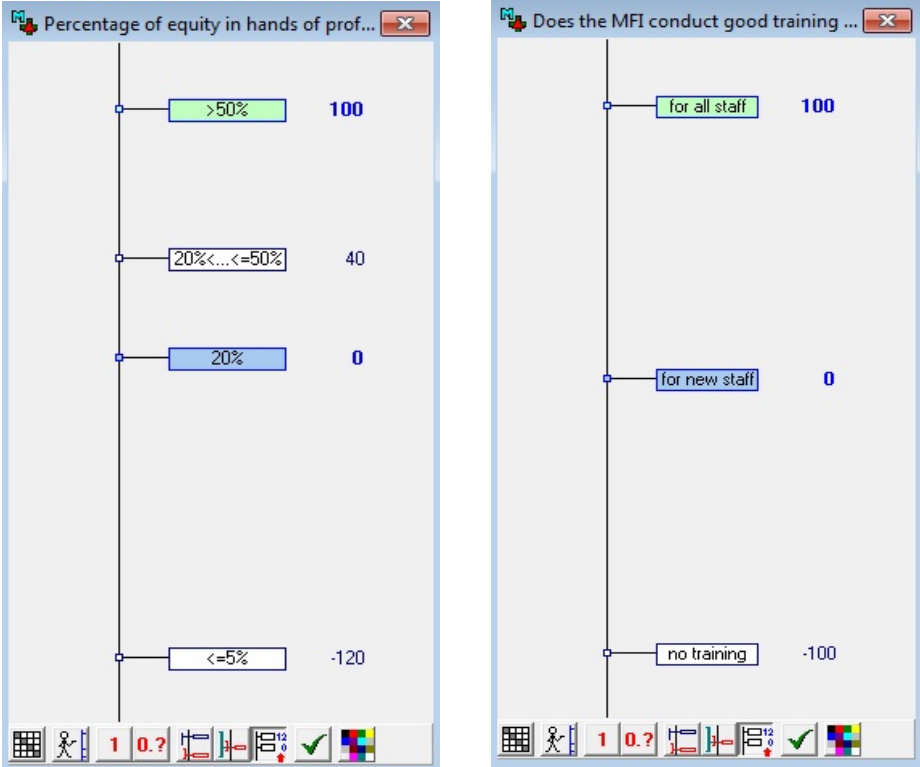 Percentage of equity in hands of prof...
>50% 100
20%<...<=50% 40
20% 0
<=5% -120
1 0.?
Does the MFI conduct good training ...
for all staff 100
for new staff 0
no training -100
1 0.?